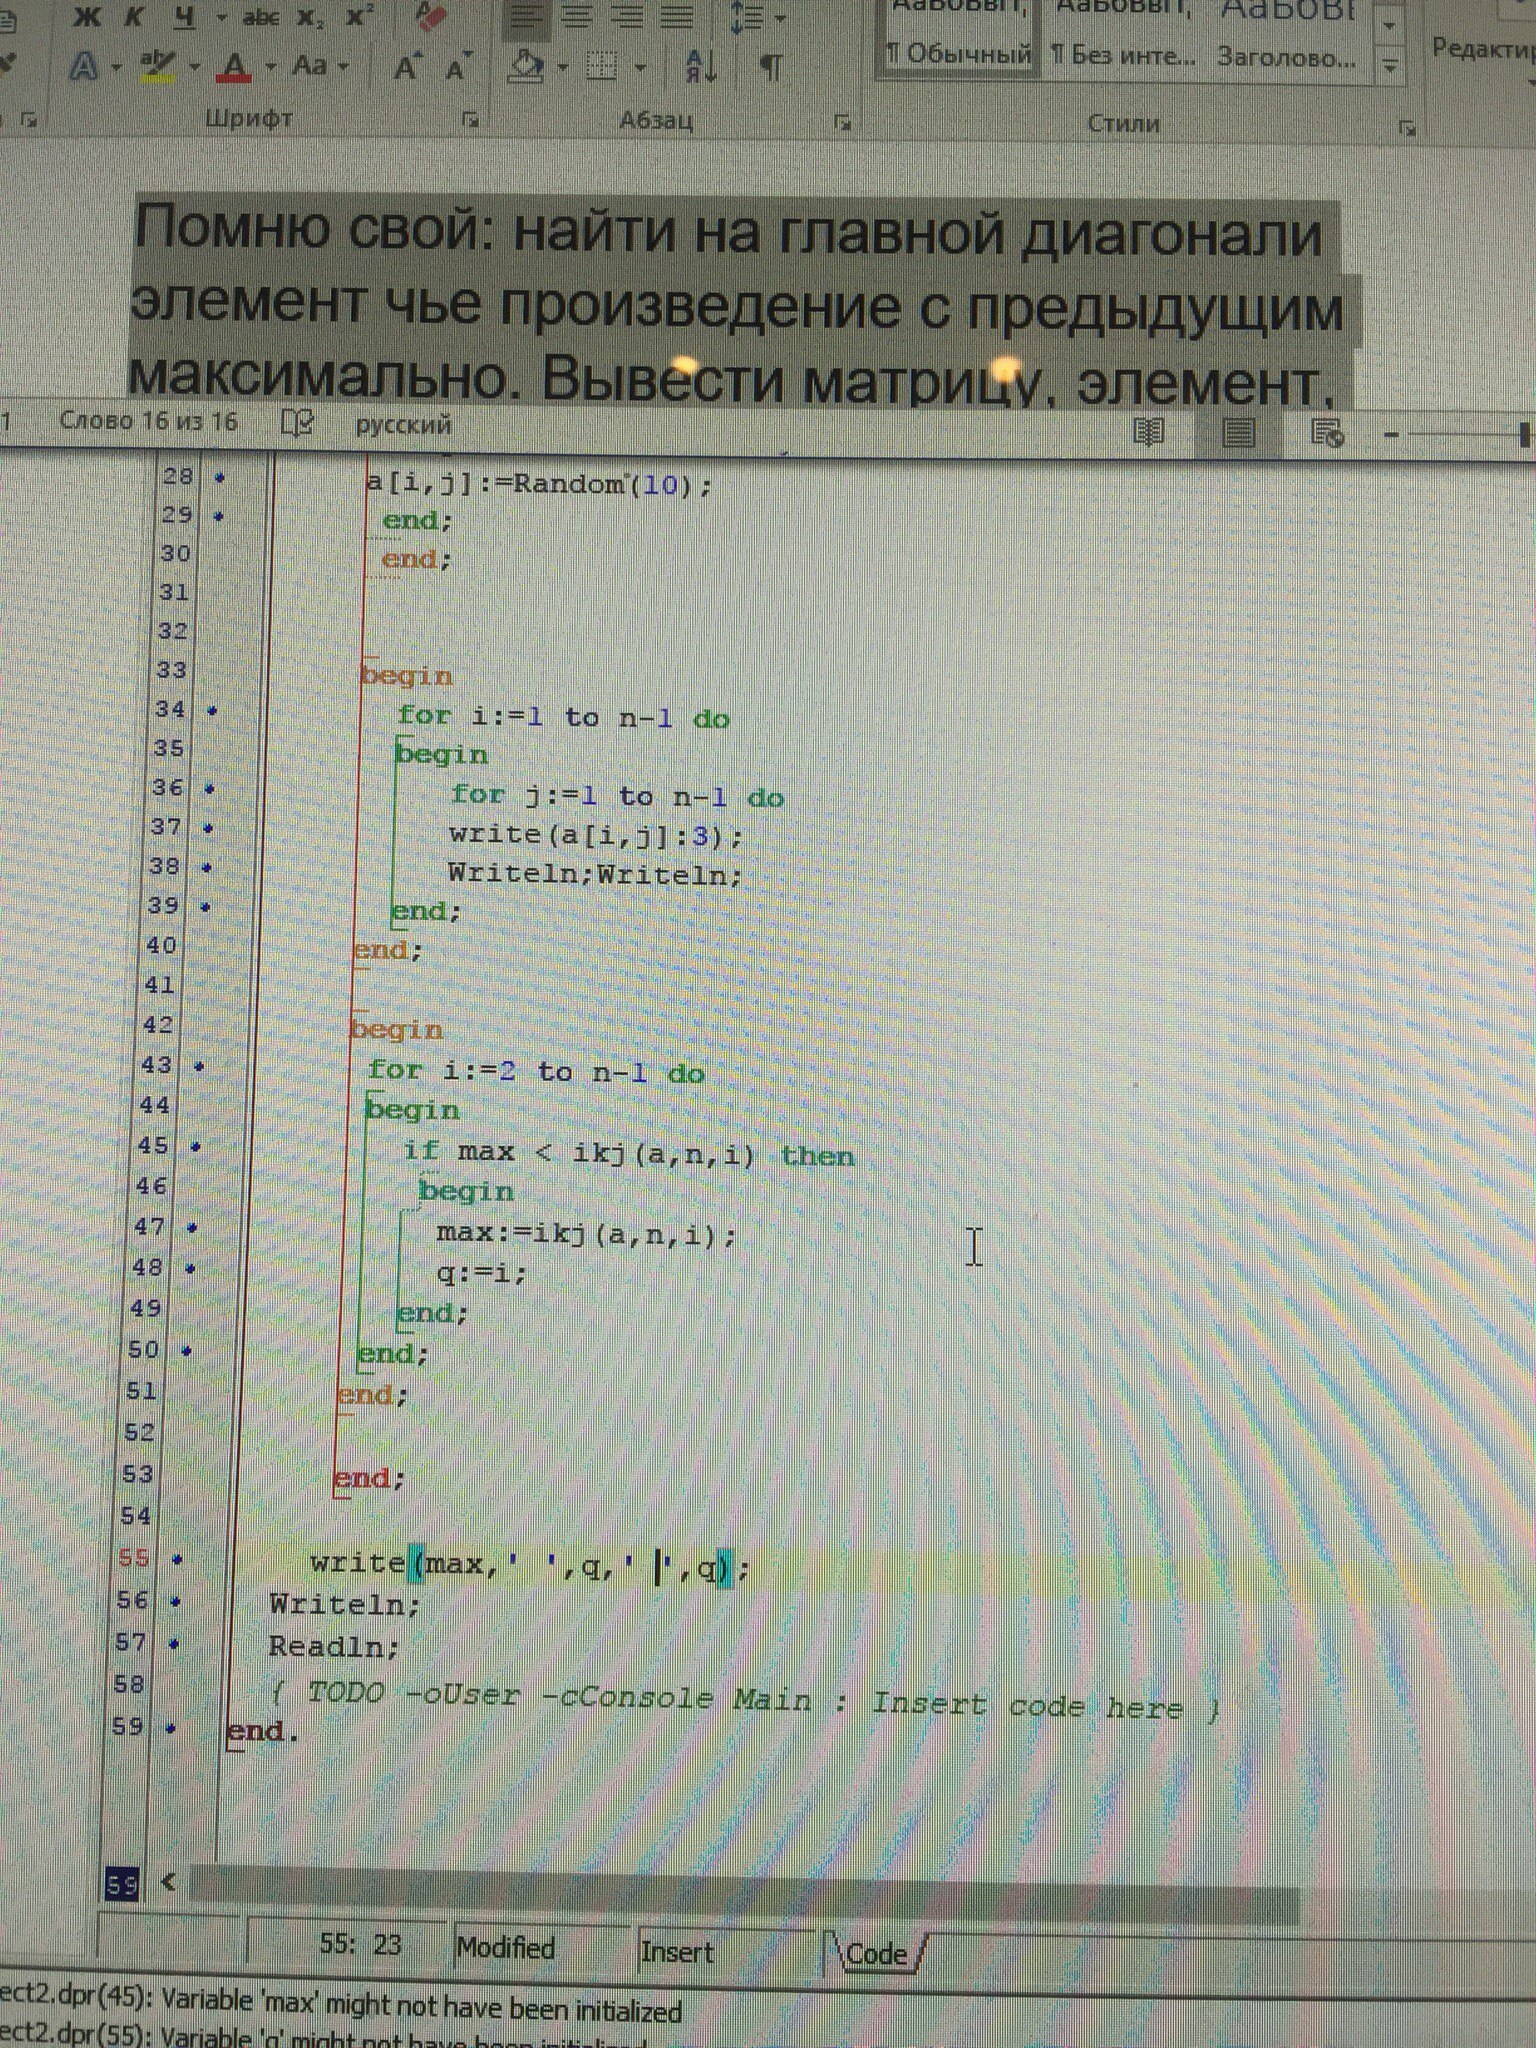 Ж К Ч abc X₂ X²
A aby A Aa A A АЯ ¶
Шрифт Абзац Стили
¶ Обычный ¶ Без инте... Заголово...
Помню свой: найти на главной диагонали
элемент чье произведение с предыдущим
максимально. Вывести матрицу, элемент,
1 Слово 16 из 16 русский
28 a[i,j]:=Random(10);
29 end;
30 end;
31
32
33 begin
34 for i:=1 to n-1 do
35 begin
36 for j:=1 to n-1 do
37 write(a[i,j]:3);
38 Writeln;Writeln;
39 end;
40 end;
41
42 begin
43 for i:=2 to n-1 do
44 begin
45 if max < ikj(a,n,i) then
46 begin
47 max:=ikj(a,n,i);
48 q:=i;
49 end;
50 end;
51 end;
52
53 end;
54
55 write(max,' ',q,' ',q);
56 Writeln;
57 Readln;
58 { TODO -oUser -cConsole Main : Insert code here }
59 end.
59
55: 23 Modified Insert Code
ect2.dpr(45): Variable 'max' might not have been initialized
ect2.dpr(55): Variable 'q' might not have been initialized